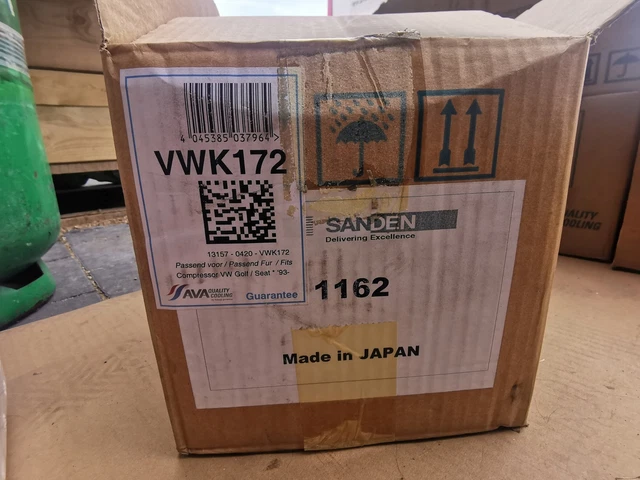 4 045385 037964 >
VWK172
13157 - 0420 - VWK172
Passend voor / Passend Fur / Fits
Compressor VW Golf / Seat * '93-
AVA QUALITY COOLING
Guarantee
SANDEN
Delivering Excellence
1162
Made in JAPAN
QUALITY
COOLING